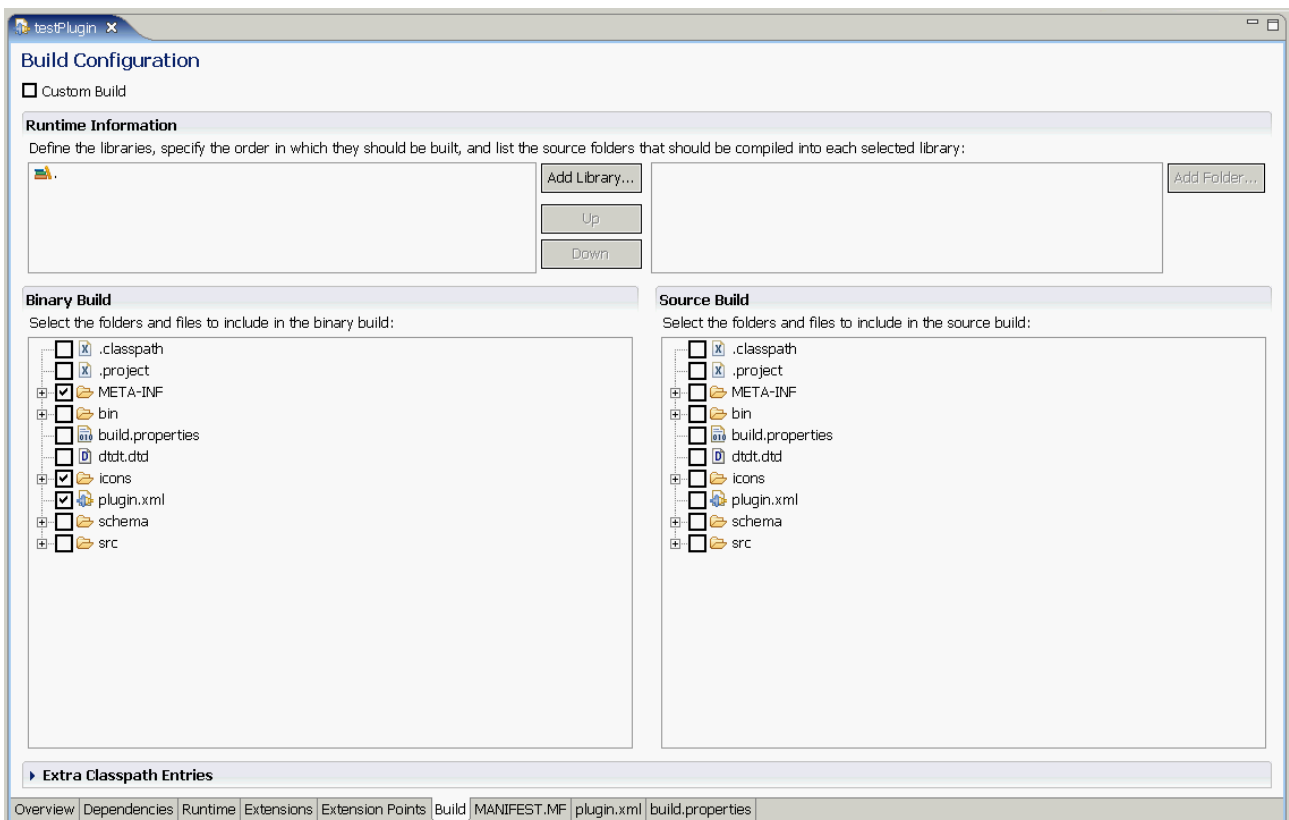 testPlugin
Build Configuration
Custom Build
Runtime Information
Define the libraries, specify the order in which they should be built, and list the source folders that should be compiled into each selected library:
.
Add Library...
Add Folder...
Up
Down
Binary Build
Select the folders and files to include in the binary build:
.classpath
.project
META-INF
bin
build.properties
dtdt.dtd
icons
plugin.xml
schema
src
Source Build
Select the folders and files to include in the source build:
.classpath
.project
META-INF
bin
build.properties
dtdt.dtd
icons
plugin.xml
schema
src
Extra Classpath Entries
Overview Dependencies Runtime Extensions Extension Points Build MANIFEST.MF plugin.xml build.properties